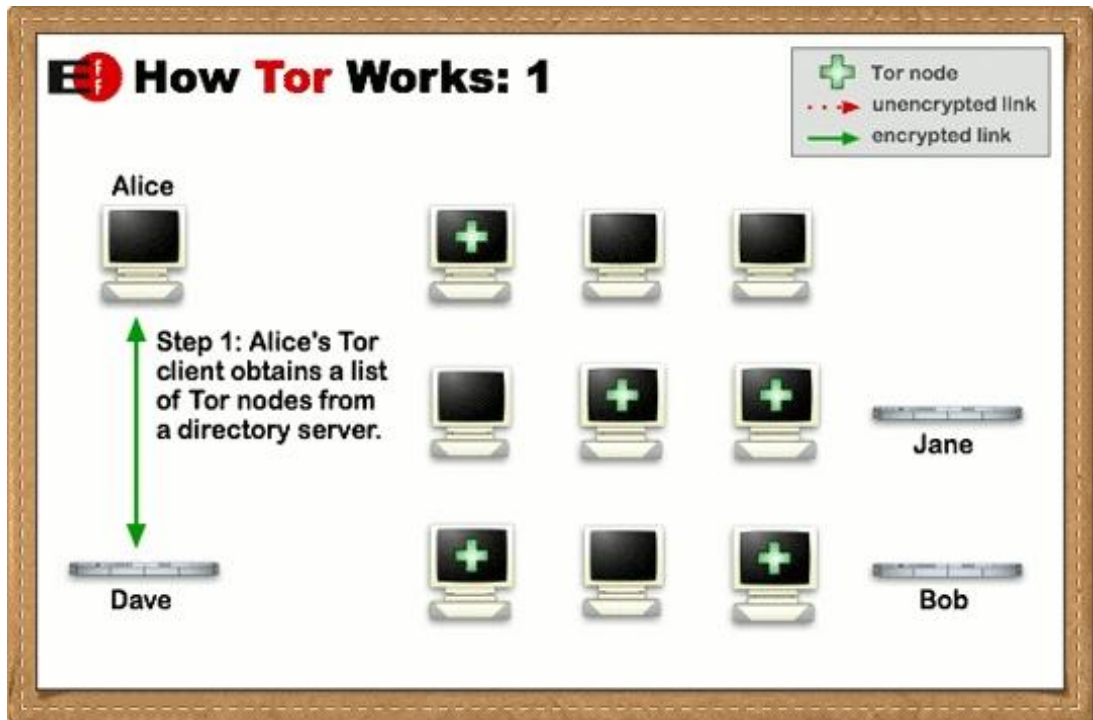 EFF How Tor Works: 1
Tor node
unencrypted link
encrypted link
Alice
Step 1: Alice's Tor
client obtains a list
of Tor nodes from
a directory server.
Jane
Dave
Bob